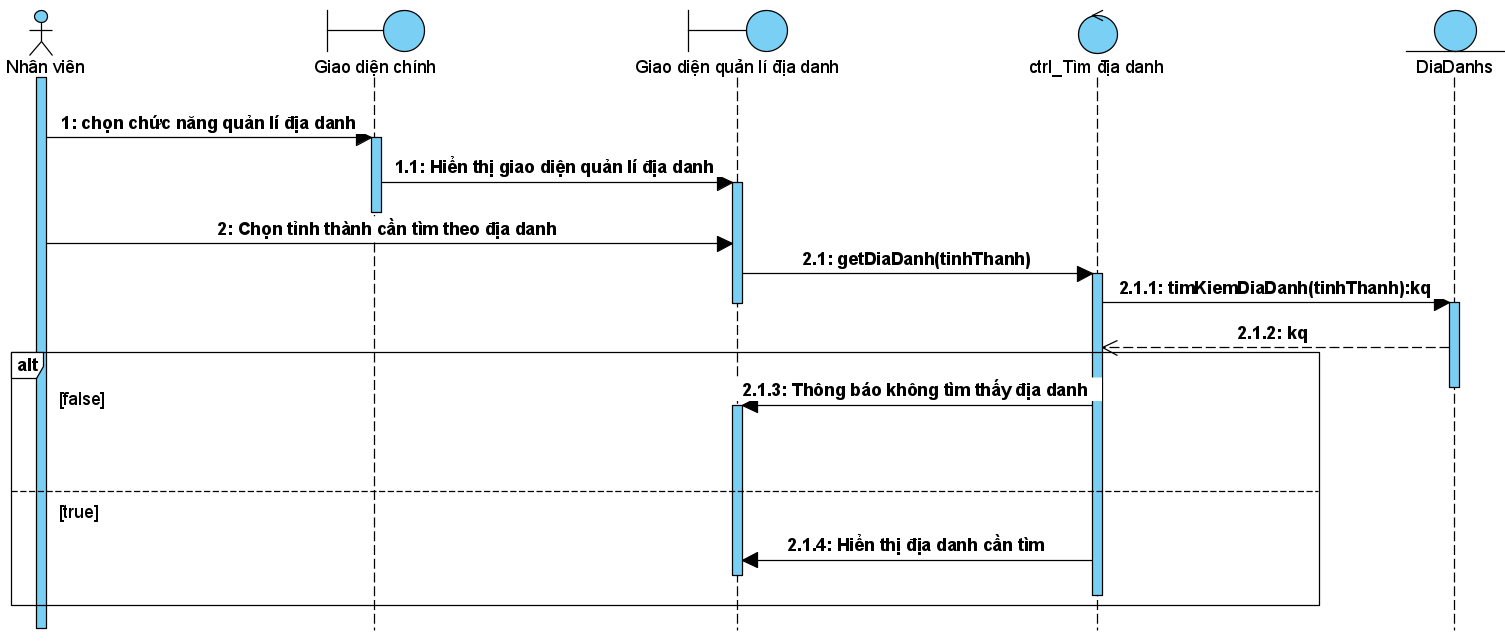 Nhân viên
Giao diện chính
Giao diện quản lí địa danh
ctrl_Tìm địa danh
DiaDanhs
1: chọn chức năng quản lí địa danh
1.1: Hiển thị giao diện quản lí địa danh
2: Chọn tỉnh thành cần tìm theo địa danh
2.1: getDiaDanh(tinhThanh)
2.1.1: timKiemDiaDanh(tinhThanh):kq
2.1.2: kq
alt
[false]
2.1.3: Thông báo không tìm thấy địa danh
[true]
2.1.4: Hiển thị địa danh cần tìm